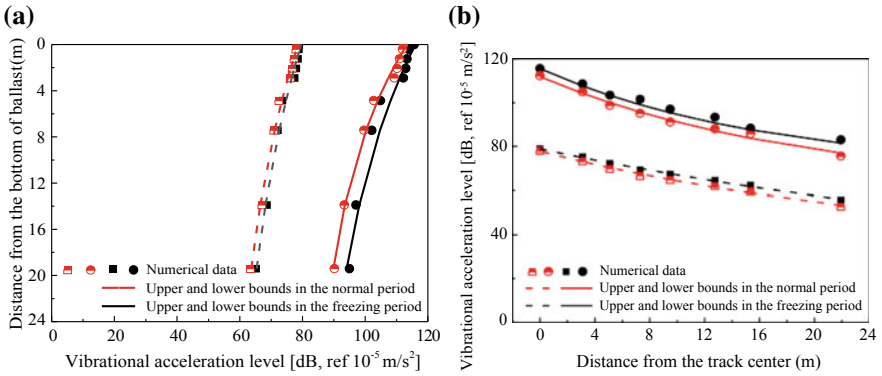 (a)
Distance from the bottom of ballast(m)
0
4
8
12
16
20
24
Numerical data
Upper and lower bounds in the normal period
Upper and lower bounds in the freezing period
0 20 40 60 80 100 120
Vibrational acceleration level [dB, ref 10⁻⁵ m/s²]
(b)
Vibrational acceleration level [dB, ref 10⁻⁵ m/s²]
120
80
40
0
Numerical data
Upper and lower bounds in the normal period
Upper and lower bounds in the freezing period
0 4 8 12 16 20 24
Distance from the track center (m)